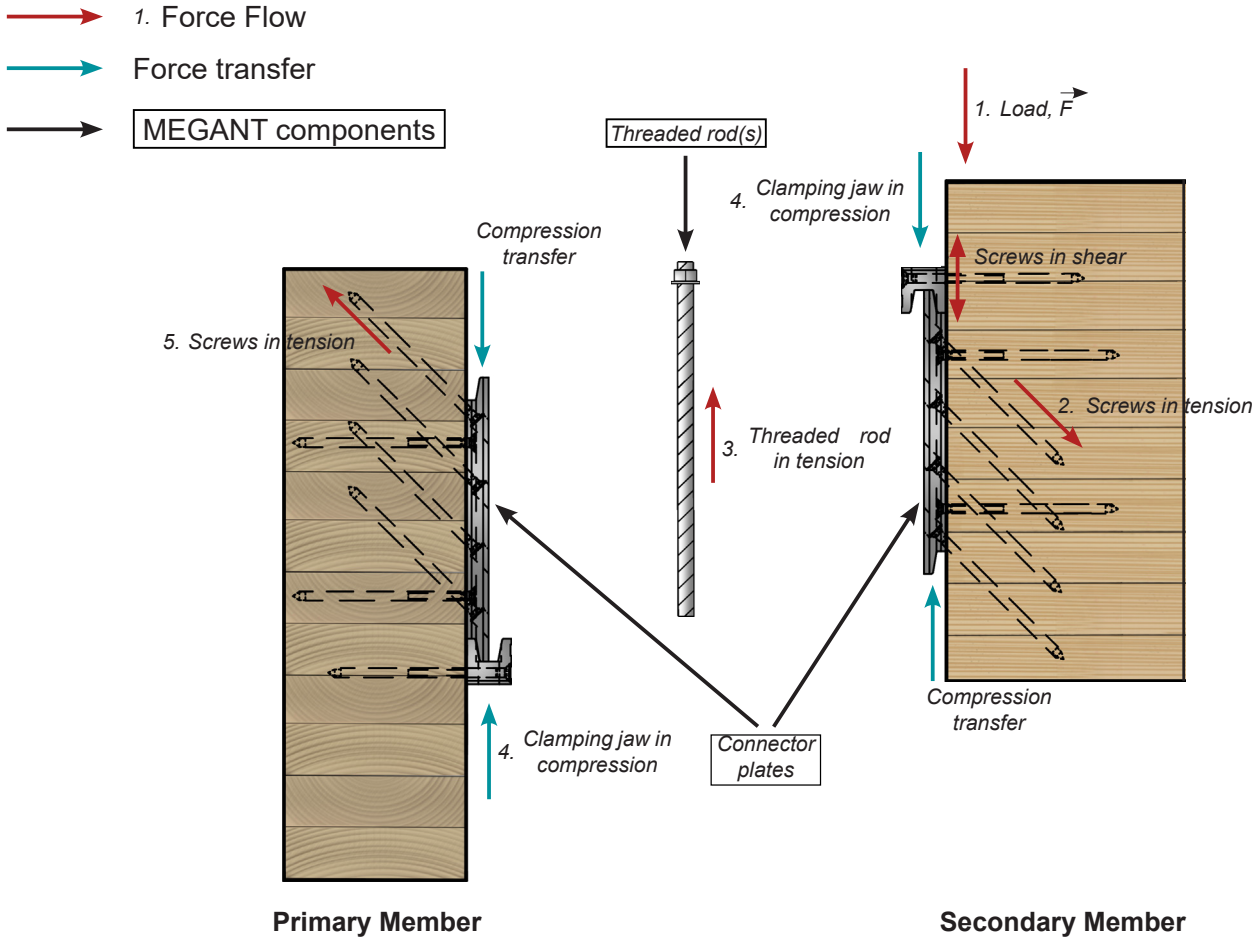 1. Force Flow
Force transfer
MEGANT components
Threaded rod(s)
1. Load, F
4. Clamping jaw in
compression
Compression
transfer
Screws in shear
5. Screws in tension
2. Screws in tension
3. Threaded rod
in tension
Compression
transfer
4. Clamping jaw in
compression
Connector
plates
Primary Member
Secondary Member